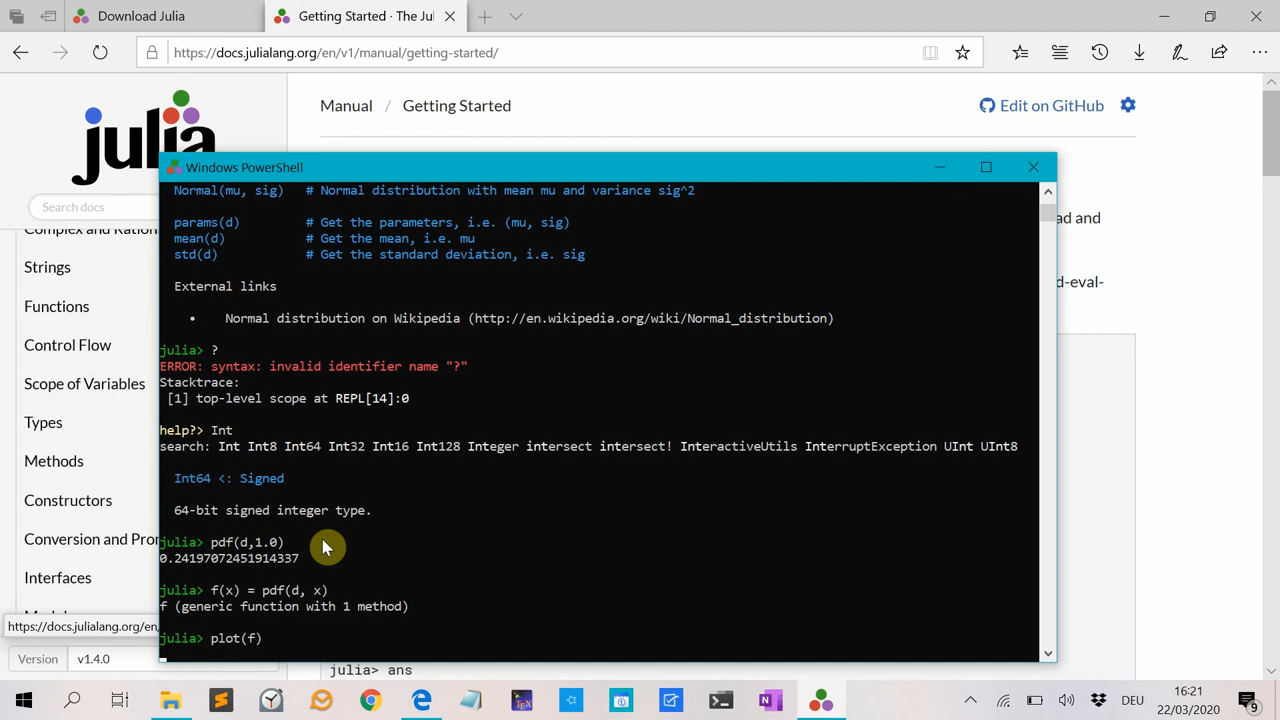 Download Julia
Getting Started · The Jul
https://docs.julialang.org/en/v1/manual/getting-started/
julia
Search docs
Strings
Functions
Control Flow
Scope of Variables
Types
Methods
Constructors
Conversion and Pro
Interfaces
https://docs.julialang.org/en/
Version v1.4.0
Manual / Getting Started
Edit on GitHub
ad and
d-eval-
Windows PowerShell
Normal(mu, sig) # Normal distribution with mean mu and variance sig^2
params(d) # Get the parameters, i.e. (mu, sig)
mean(d) # Get the mean, i.e. mu
std(d) # Get the standard deviation, i.e. sig
External links
• Normal distribution on Wikipedia (http://en.wikipedia.org/wiki/Normal_distribution)
julia> ?
ERROR: syntax: invalid identifier name "?"
Stacktrace:
[1] top-level scope at REPL[14]:0
help?> Int
search: Int Int8 Int64 Int32 Int16 Int128 Integer intersect intersect! InteractiveUtils InterruptException UInt UInt8
Int64 <: Signed
64-bit signed integer type.
julia> pdf(d,1.0)
0.24197072451914337
julia> f(x) = pdf(d, x)
f (generic function with 1 method)
julia> plot(f)
julia> ans
DEU
16:21
22/03/2020
9